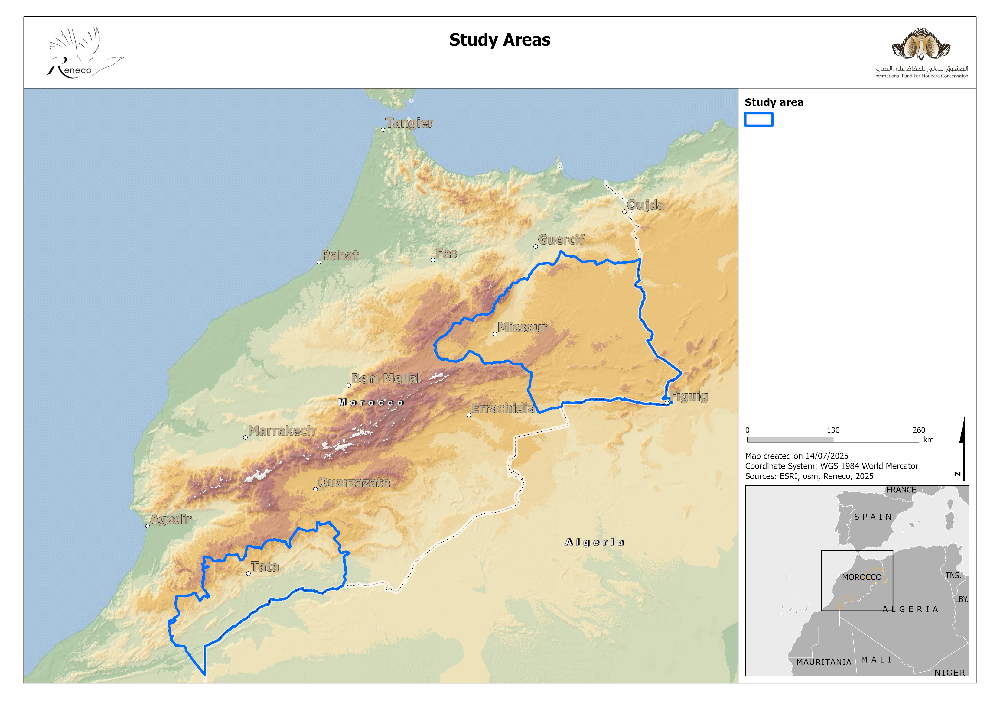 Study Areas
Reneco
الصندوق الدولي للحفاظ على الحبارى
International Fund For Houbara Conservation
Study area
Tangier
Oujda
Guercif
Fes
Rabat
Missour
Beni Mellal
Morocco
Figuig
Errachidia
Marrakech
Ouarzazate
Agadir
Algeria
Tata
0 130 260
km
Map created on 14/07/2025
Coordinate System: WGS 1984 World Mercator
Sources: ESRI, osm, Reneco, 2025
N
FRANCE
SPAIN
MOROCCO
TNS.
LBY.
ALGERIA
MAURITANIA
MALI
NIGER